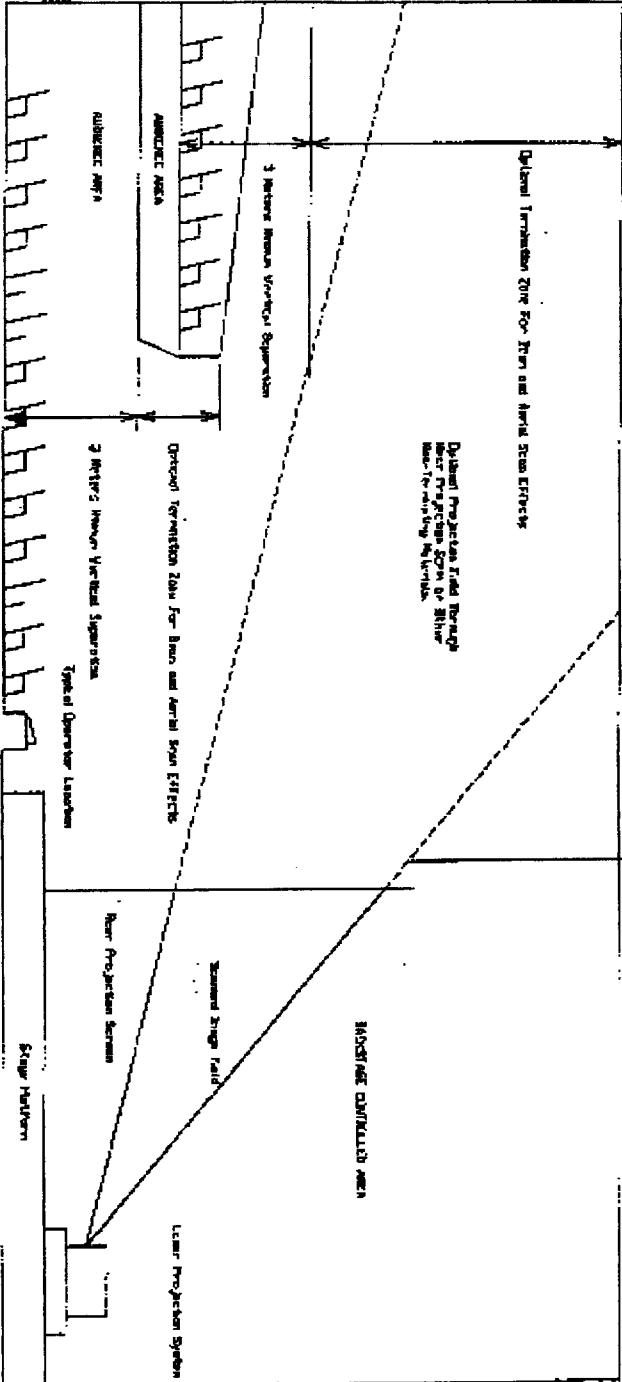 Optional Termination Zone For Beam and Aerial Scan Effects
Optional Projection Field Through
Rear Projection Scrim or Other
Non-Terminating Materials
3 Meters Minimum Vertical Separation
AUDIENCE AREA
AUDIENCE AREA
Optional Termination Zone For Beam and Aerial Scan Effects
3 Meters Minimum Vertical Separation
Typical Operator Location
BACKSTAGE CONTROLLED AREA
Scanned Image Field
Rear Projection Screen
Laser Projection System
Stage Platform